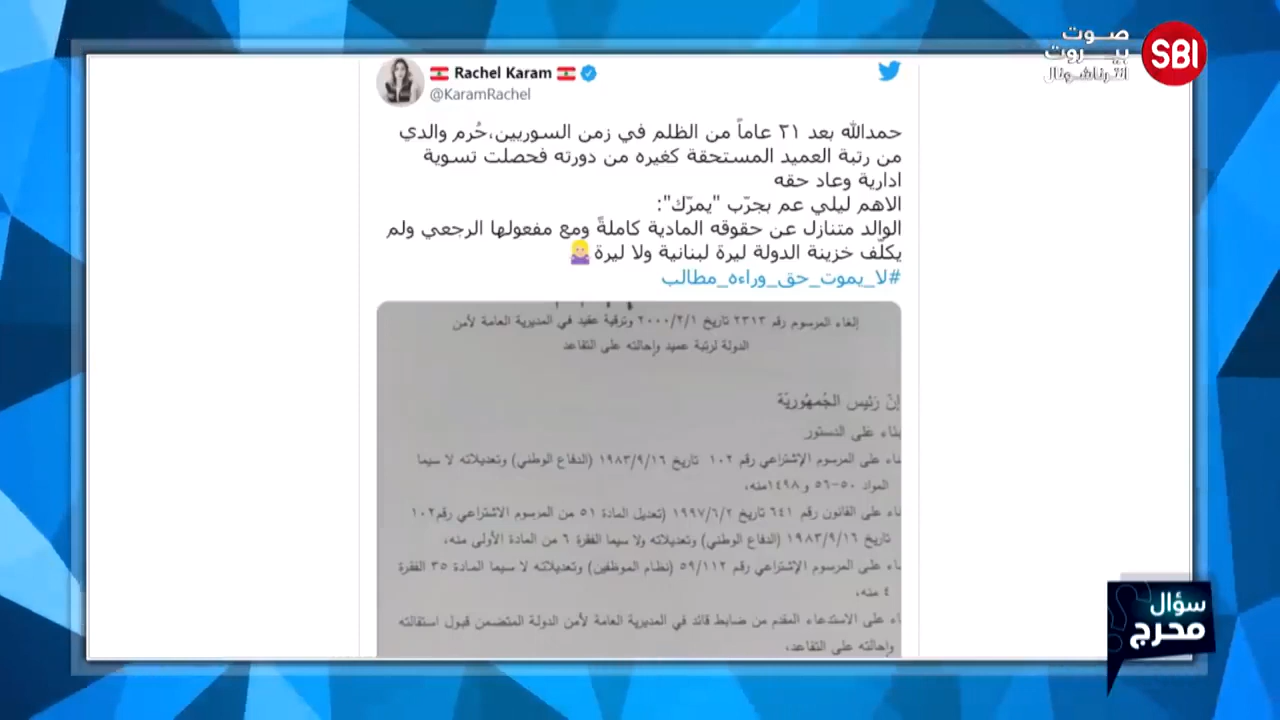 صوت
بيروت
انترناشونال
SBI
Rachel Karam
@KaramRachel
حمدالله بعد ٢١ عاماً من الظلم في زمن السوريين،حُرم والدي
من رتبة العميد المستحقة كغيره من دورته فحصلت تسوية
ادارية وعاد حقه
الاهم ليلي عم بجرّب "يمرّك":
الوالد متنازل عن حقوقه المادية كاملةً ومع مفعولها الرجعي ولم
يكلّف خزينة الدولة ليرة لبنانية ولا ليرة
#لا_يموت_حق_وراءه_مطالب
إلغاء المرسوم رقم ٢٣١٣ تاريخ ٢٠٠٠/٢/١ وترقية عقيد في المديرية العامة لأمن
الدولة لرتبة عميد وإحالته على التقاعد
إنّ رَئيس الجُمهُوريّة
بناء على الدستور
ناء على المرسوم الإشتراعي رقم ١٠٢ تاريخ ١٩٨٣/٩/١٦ (الدفاع الوطني) وتعديلاته لا سيما
المواد ٥٠-٥٦ و ١٤٩٨منه،
اء على القانون رقم ٦٤١ تاريخ ١٩٩٧/٦/٢ (تعديل المادة ٥١ من المرسوم الاشتراعي رقم١٠٢
تاريخ ١٩٨٣/٩/١٦ (الدفاع الوطني) وتعديلاته ولا سيما الفقرة ٦ من المادة الأولى منه،
اء على المرسوم الإشتراعي رقم ٥٩/١١٢ (نظام الموظفين) وتعديلاته لا سيما المادة ٣٥ الفقرة
٤ منه،
اء على الاستدعاء المقدم من ضابط قائد في المديرية العامة لأمن الدولة المتضمن قبول استقالته
وإحالته على التقاعد،
سؤال
محرج